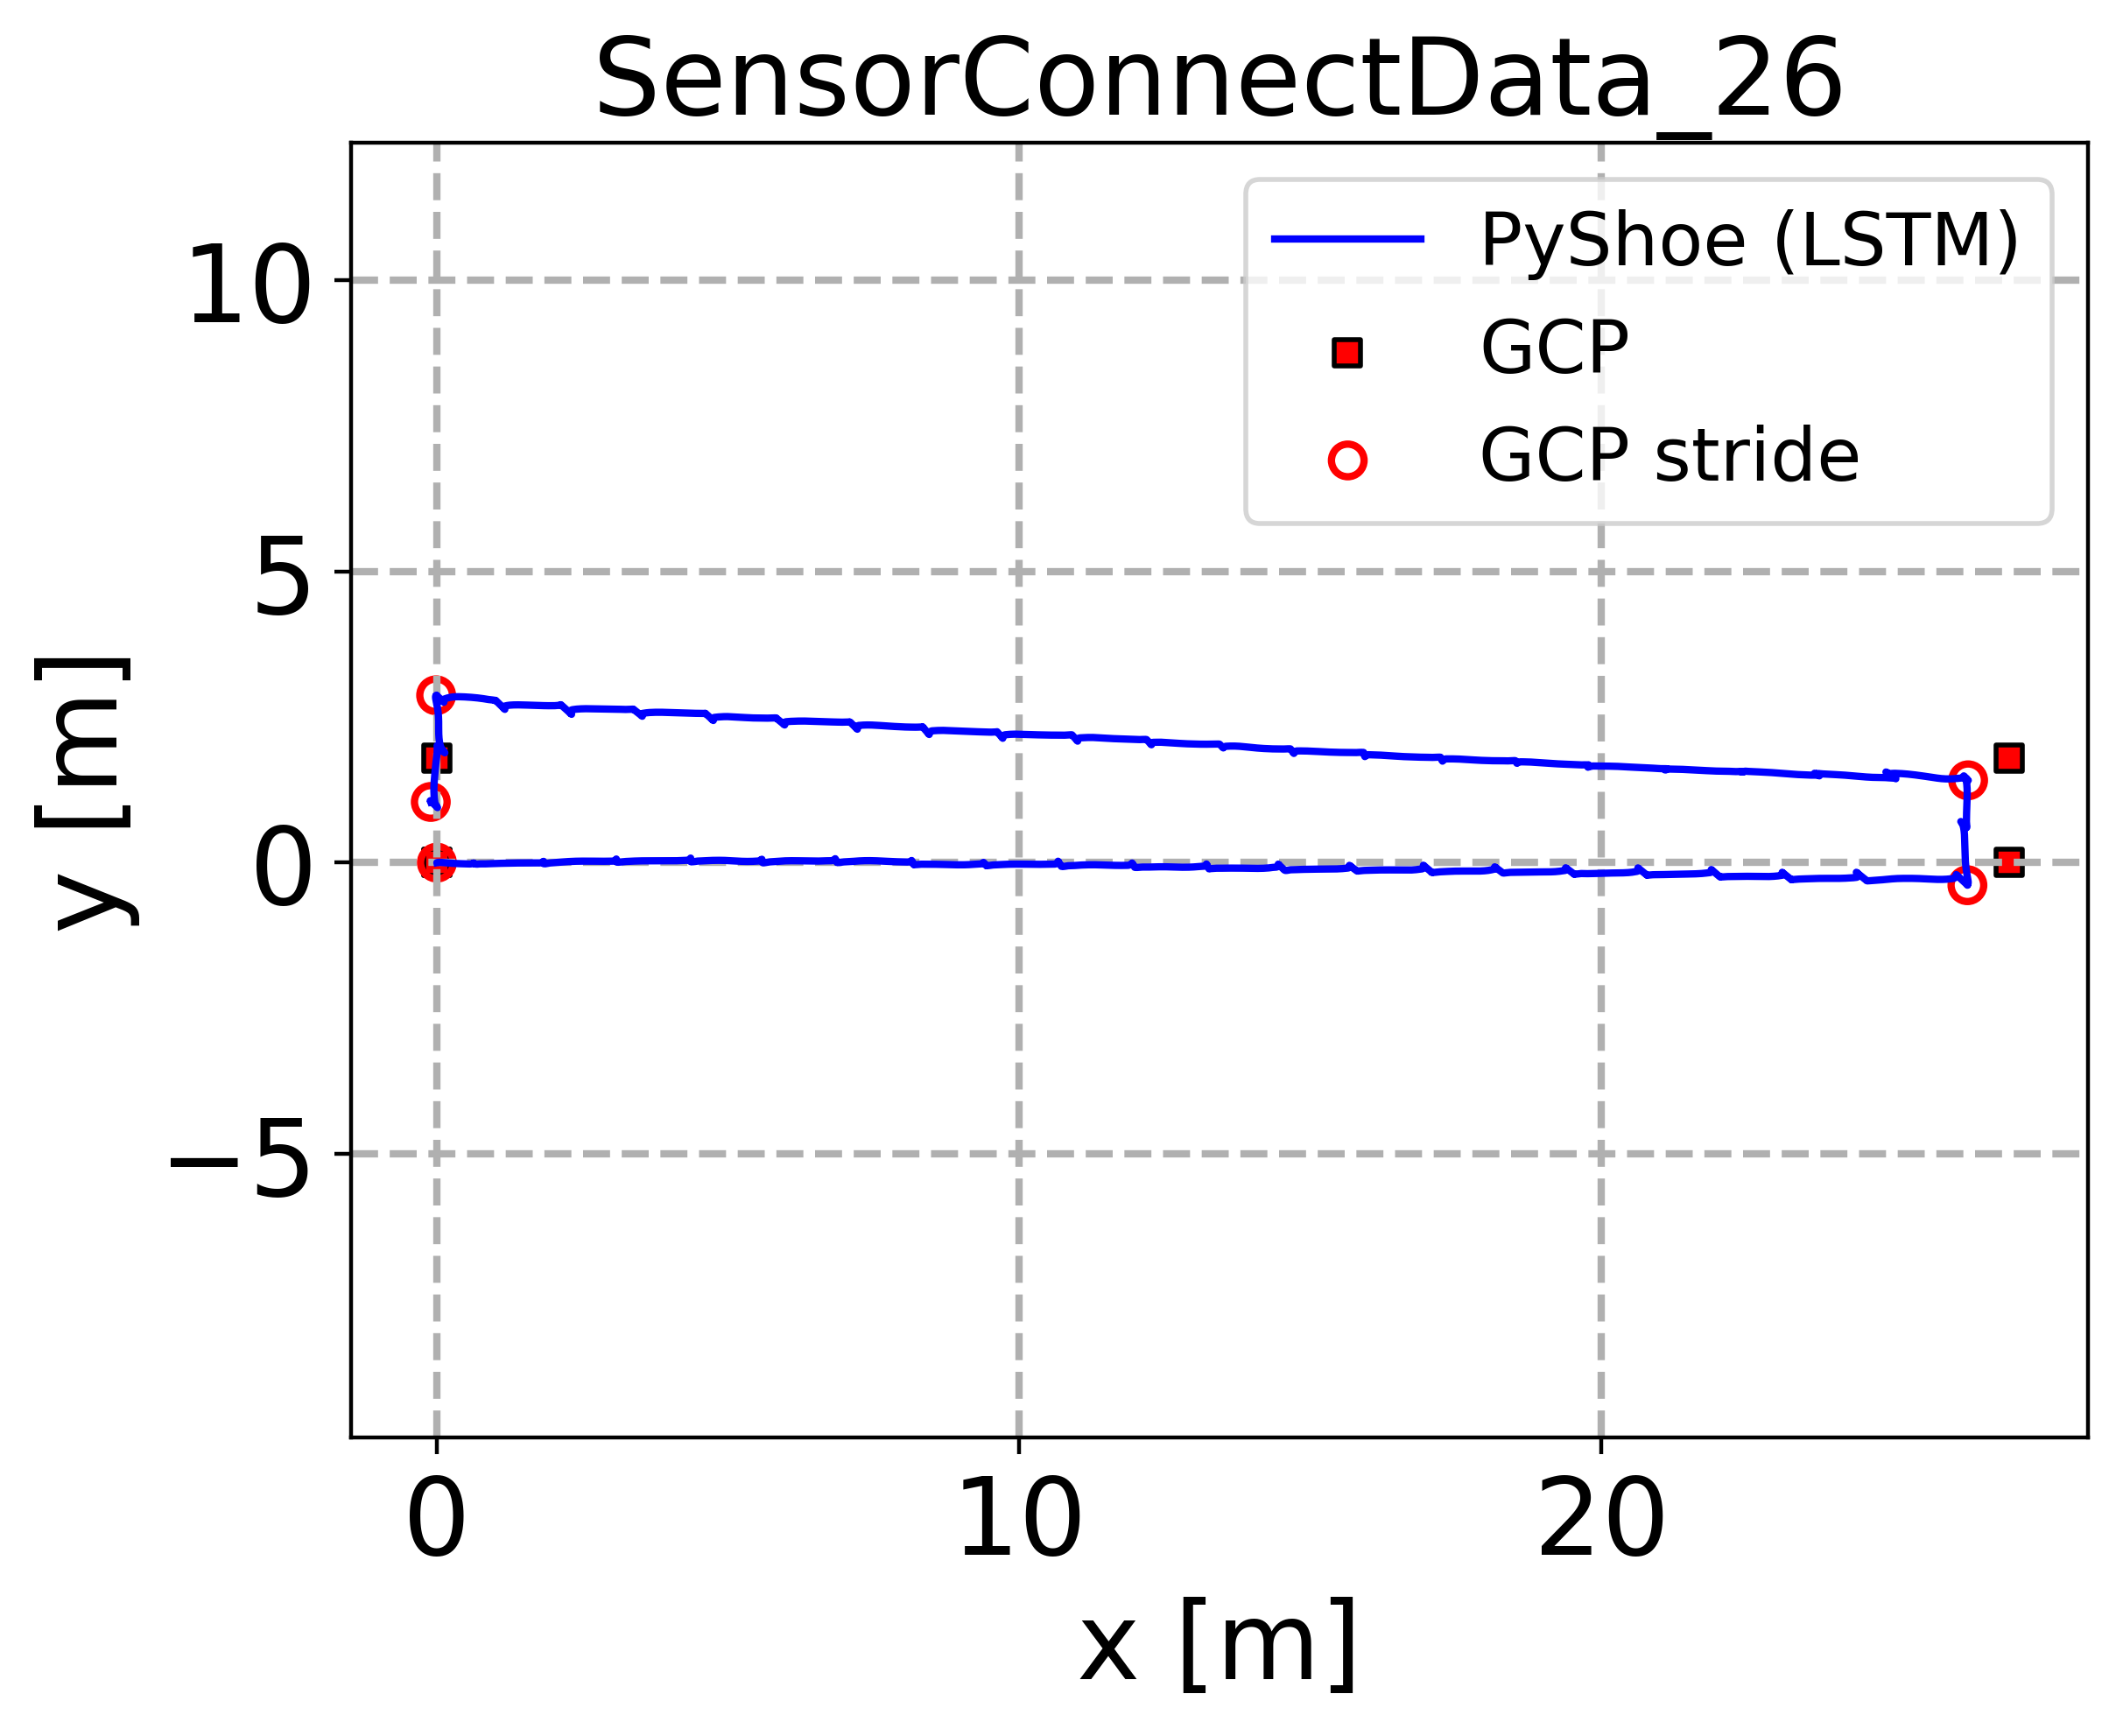 SensorConnectData_26
PyShoe (LSTM)
GCP
GCP stride
10
5
0
−5
y [m]
0 10 20
x [m]